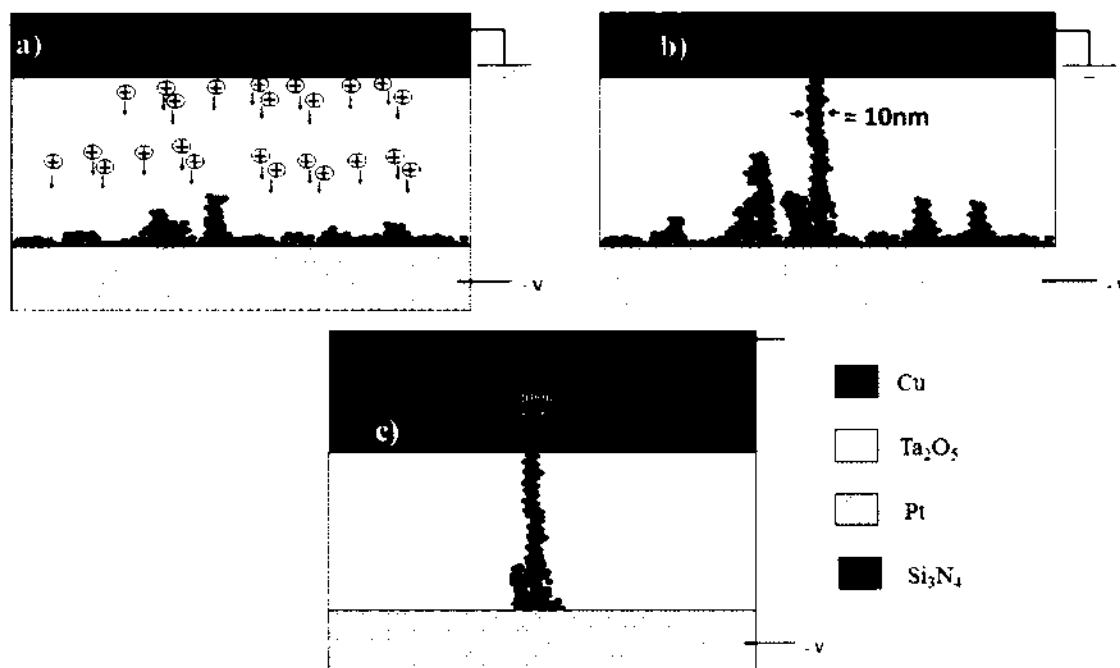 a)
b)
≈ 10nm
- V
- V
c)
Cu
Ta₂O₅
Pt
Si₃N₄
- V